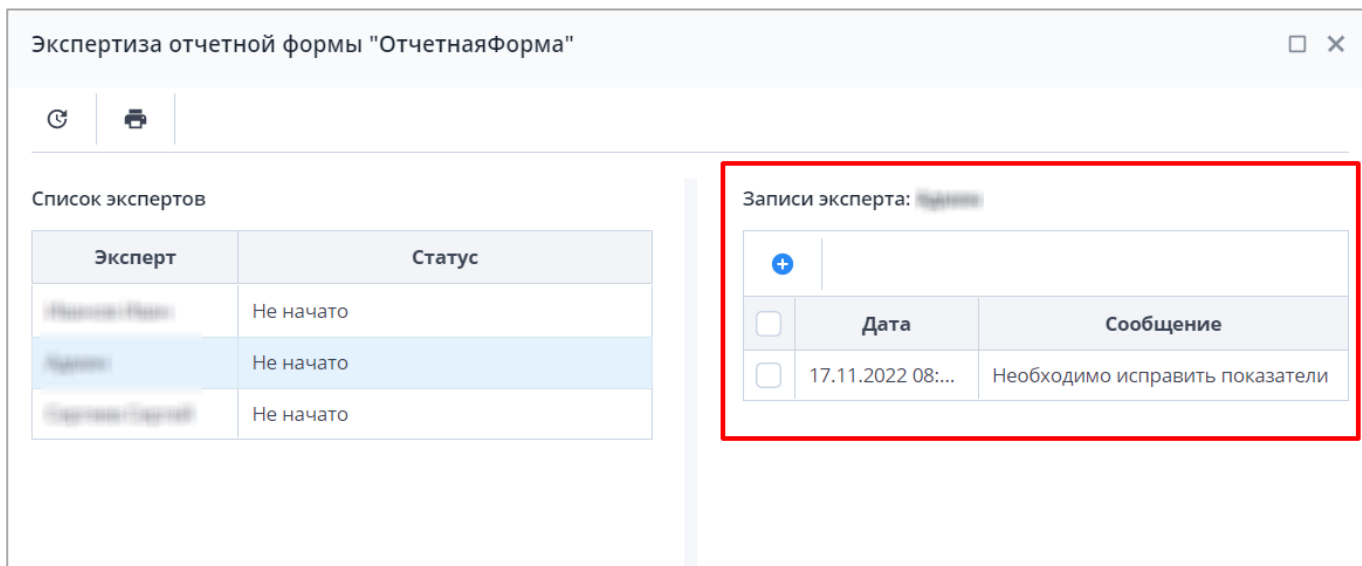 Экспертиза отчетной формы "ОтчетнаяФорма"
Список экспертов
Эксперт Статус
Не начато
Не начато
Не начато
Записи эксперта:
Дата Сообщение
17.11.2022 08:... Необходимо исправить показатели